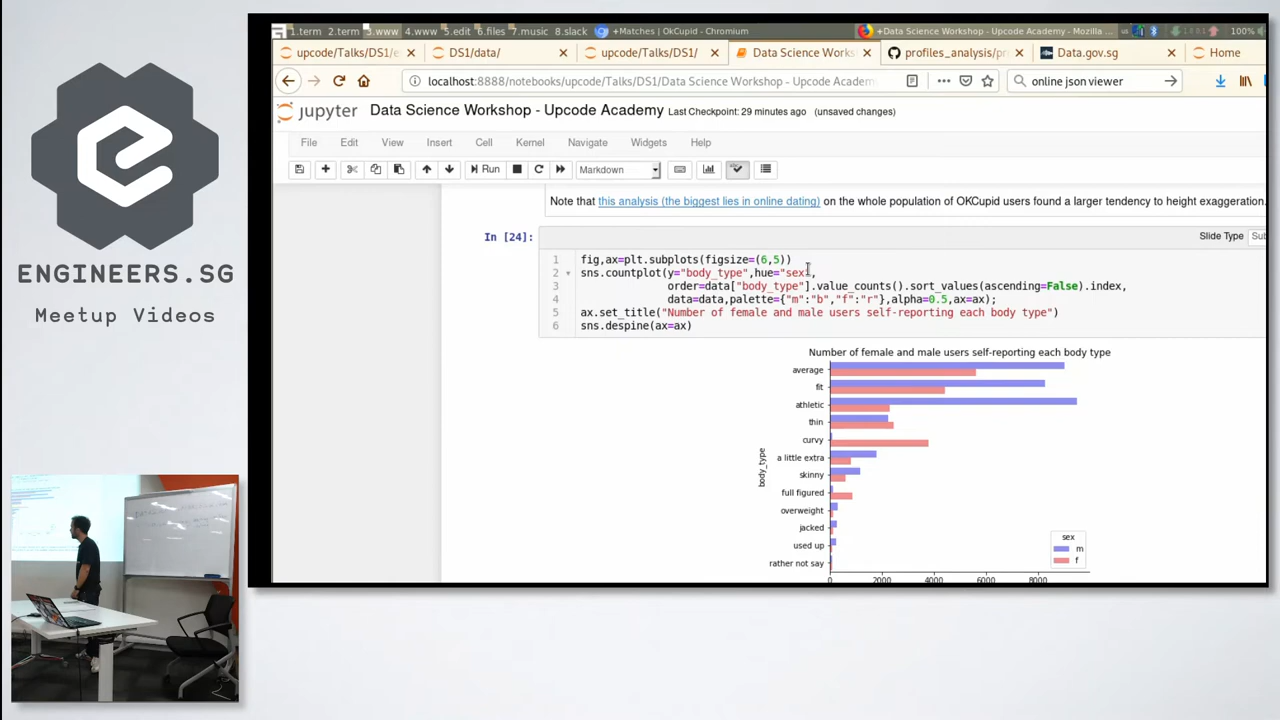 1.term 2.term 3.www 4.www 5.edit 6.files 7.music 8.slack +Matches | OkCupid - Chromium +Data Science Workshop - Upcode Academy - Mozilla 100%
upcode/Talks/DS1/ DS1/data/ upcode/Talks/DS1/ Data Science Works profiles_analysis/pr Data.gov.sg Home
localhost:8888/notebooks/upcode/Talks/DS1/Data Science Workshop - Upcode Academ online json viewer
jupyter Data Science Workshop - Upcode Academy Last Checkpoint: 29 minutes ago (unsaved changes)
File Edit View Insert Cell Kernel Navigate Widgets Help
Run Markdown
Note that this analysis (the biggest lies in online dating) on the whole population of OKCupid users found a larger tendency to height exaggeration.
In [24]: Slide Type Su
1 fig,ax=plt.subplots(figsize=(6,5))
2 sns.countplot(y="body_type",hue="sex",
3 order=data["body_type"].value_counts().sort_values(ascending=False).index,
4 data=data,palette={"m":"b","f":"r"},alpha=0.5,ax=ax);
5 ax.set_title("Number of female and male users self-reporting each body type")
6 sns.despine(ax=ax)
Number of female and male users self-reporting each body type
average
fit
athletic
thin
curvy
a little extra
skinny
full figured
overweight
jacked
used up
rather not say
body_type
sex
m
f
2000 4000 6000 8000
ENGINEERS.SG
Meetup Videos